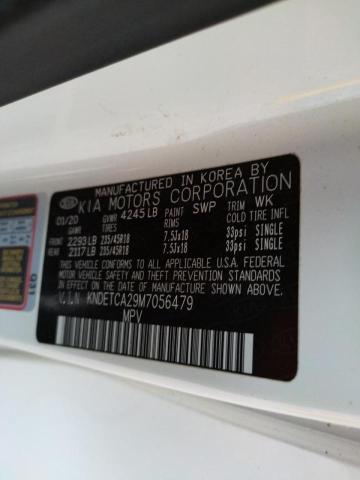 MANUFACTURED IN KOREA BY
KIA MOTORS CORPORATION
01/20 GVWR 4245 LB PAINT SWP TRIM WK
GAWR TIRES RIMS COLD TIRE INFL
FRONT 2293 LB 235/45R18 7.5Jx18 33psi SINGLE
REAR 2117 LB 235/45R18 7.5Jx18 33psi SINGLE
THIS VEHICLE CONFORMS TO ALL APPLICABLE U.S.A FEDERAL
MOTOR VEHICLE SAFETY, BUMPER, AND THEFT
PREVENTION STANDARDS IN EFFECT ON THE
DATE OF MANUFACTURE SHOWN ABOVE
V.I.N KNDETCA29M7056479
MPV
Q31